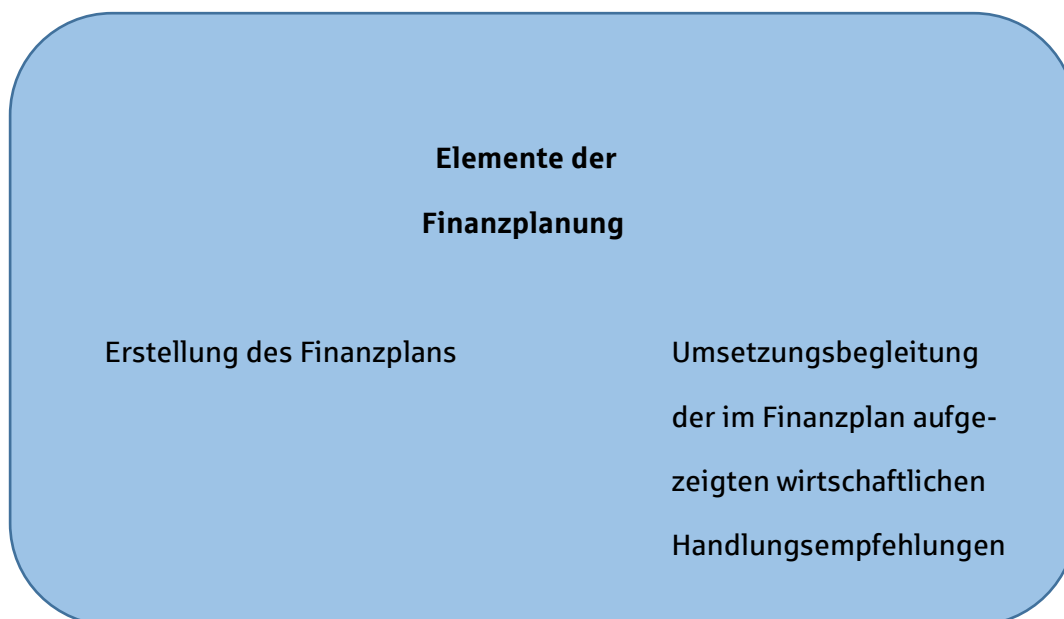 Elemente der
Finanzplanung
Erstellung des Finanzplans
Umsetzungsbegleitung
der im Finanzplan aufge-
zeigten wirtschaftlichen
Handlungsempfehlungen